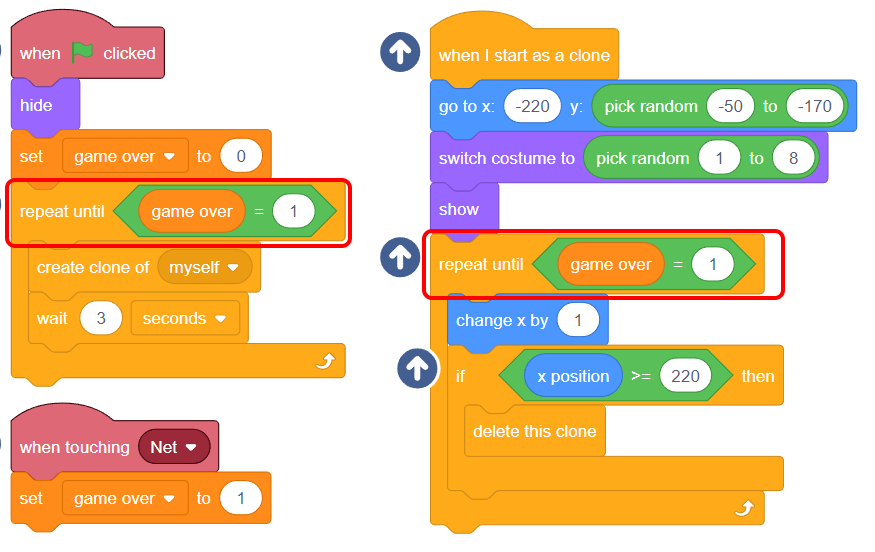 when clicked
hide
set game over to 0
repeat until game over = 1
create clone of myself
wait 3 seconds
when touching Net
set game over to 1
when I start as a clone
go to x: -220 y: pick random -50 to -170
switch costume to pick random 1 to 8
show
repeat until game over = 1
change x by 1
if x position >= 220 then
delete this clone